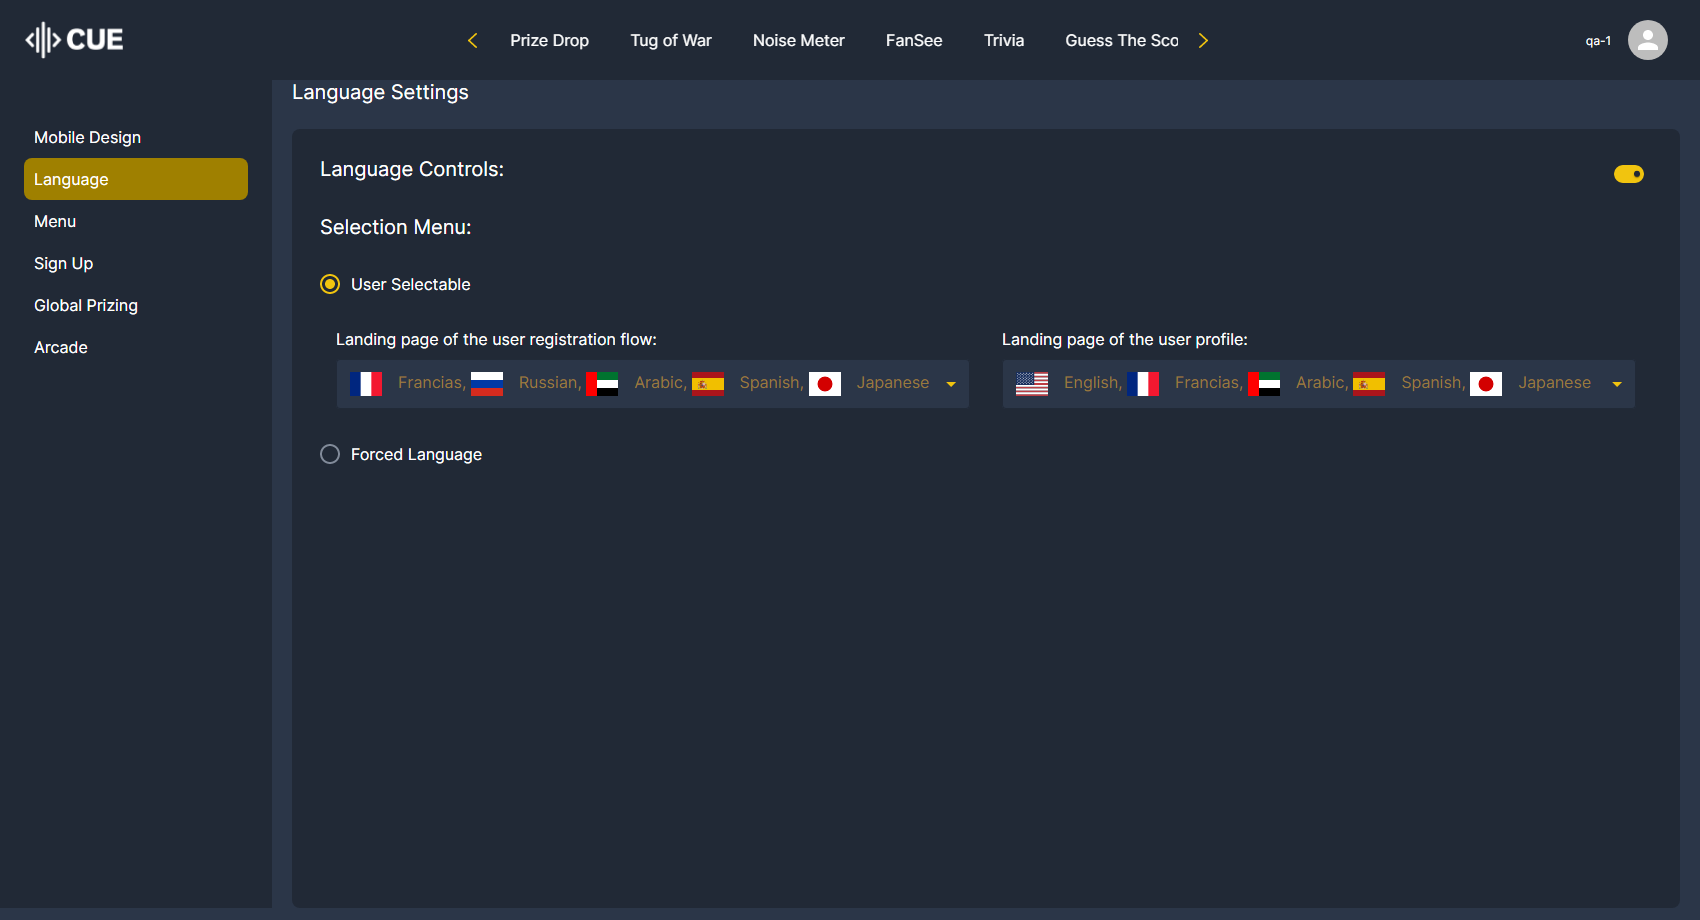 CUE
Prize Drop Tug of War Noise Meter FanSee Trivia Guess The Sco
qa-1
Mobile Design
Language
Menu
Sign Up
Global Prizing
Arcade
Language Settings
Language Controls:
Selection Menu:
User Selectable
Landing page of the user registration flow:
Francias, Russian, Arabic, Spanish, Japanese
Landing page of the user profile:
English, Francias, Arabic, Spanish, Japanese
Forced Language